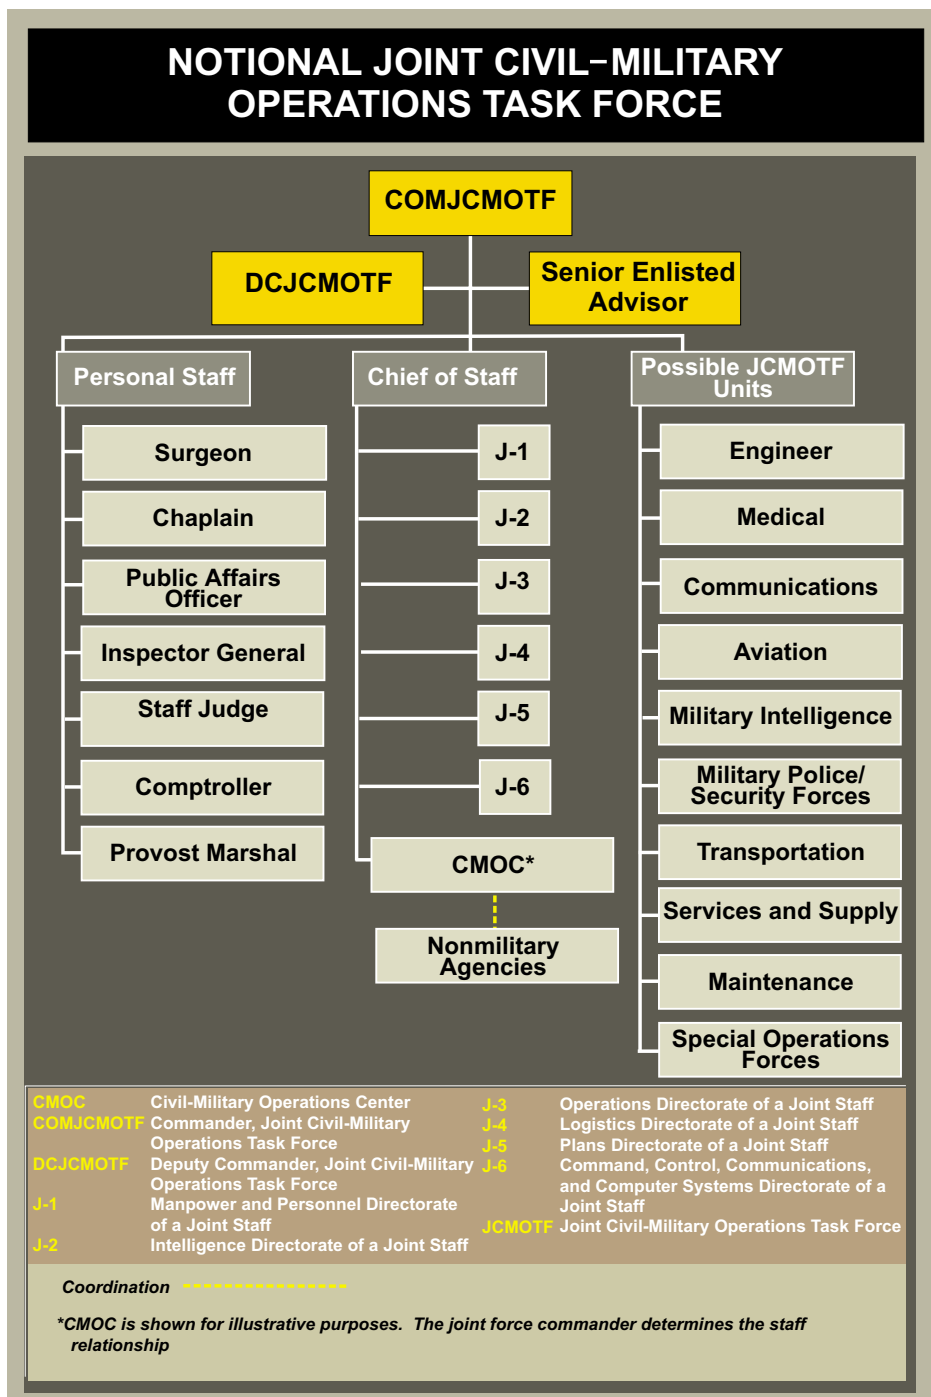 NOTIONAL JOINT CIVIL-MILITARY
OPERATIONS TASK FORCE
COMJCMOTF
DCJCMOTF
Senior Enlisted
Advisor
Personal Staff
Chief of Staff
Possible JCMOTF
Units
Surgeon
Chaplain
Public Affairs
Officer
Inspector General
Staff Judge
Comptroller
Provost Marshal
J-1
J-2
J-3
J-4
J-5
J-6
CMOC*
Nonmilitary
Agencies
Engineer
Medical
Communications
Aviation
Military Intelligence
Military Police/
Security Forces
Transportation
Services and Supply
Maintenance
Special Operations
Forces
CMOC Civil-Military Operations Center
COMJCMOTF Commander, Joint Civil-Military
Operations Task Force
DCJCMOTF Deputy Commander, Joint Civil-Military
Operations Task Force
J-1 Manpower and Personnel Directorate
of a Joint Staff
J-2 Intelligence Directorate of a Joint Staff
J-3 Operations Directorate of a Joint Staff
J-4 Logistics Directorate of a Joint Staff
J-5 Plans Directorate of a Joint Staff
J-6 Command, Control, Communications,
and Computer Systems Directorate of a
Joint Staff
JCMOTF Joint Civil-Military Operations Task Force
Coordination
*CMOC is shown for illustrative purposes. The joint force commander determines the staff
relationship